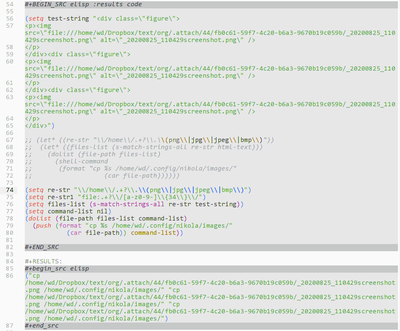 54 #+BEGIN_SRC elisp :results code
55
56 (setq test-string "<div class=\"figure\">
57 <p><img
src=\"file:///home/wd/Dropbox/text/org/.attach/44/fb0c61-59f7-4c20-b6a3-9670b19c059b/_20200825_110
429screenshot.png\" alt=\"_20200825_110429screenshot.png\" />
58 </p>
59 </div><div class=\"figure\">
60 <p><img
src=\"file:///home/wd/Dropbox/text/org/.attach/44/fb0c61-59f7-4c20-b6a3-9670b19c059b/_20200825_110
429screenshot.png\" alt=\"_20200825_110429screenshot.png\" />
61 </p>
62 </div><div class=\"figure\">
63 <p><img
src=\"file:///home/wd/Dropbox/text/org/.attach/44/fb0c61-59f7-4c20-b6a3-9670b19c059b/_20200825_110
429screenshot.png\" alt=\"_20200825_110429screenshot.png\" />
64 </p>
65 </div>")
66
67 ;; (let* ((re-str "\\/home\\/.+?\\.\\(png\\|jpg\\|jpeg\\|bmp\\)"))
68 ;; (let* ((files-list (s-match-strings-all re-str html-text)))
69 ;; (dolist (file-path files-list)
70 ;; (shell-command
71 ;; (format "cp %s /home/wd/.config/nikola/images/"
72 ;; (car file-path))))))
73
74 (setq re-str "\\/home\\/.+?\\.\\(png\\|jpg\\|jpeg\\|bmp\\)")
75 (setq re-str1 "file:.+?\\/[a-z0-9-]\\{34\\}\\/")
76 (setq files-list (s-match-strings-all re-str test-string))
77 (setq command-list nil)
78 (dolist (file-path files-list command-list)
79 (push (format "cp %s /home/wd/.config/nikola/images/"
80 (car file-path)) command-list))
81
82 #+END_SRC
83
84 #+RESULTS:
85 #+begin_src elisp
86 ("cp
/home/wd/Dropbox/text/org/.attach/44/fb0c61-59f7-4c20-b6a3-9670b19c059b/_20200825_110429screenshot
.png /home/wd/.config/nikola/images/" "cp
/home/wd/Dropbox/text/org/.attach/44/fb0c61-59f7-4c20-b6a3-9670b19c059b/_20200825_110429screenshot
.png /home/wd/.config/nikola/images/" "cp
/home/wd/Dropbox/text/org/.attach/44/fb0c61-59f7-4c20-b6a3-9670b19c059b/_20200825_110429screenshot
.png /home/wd/.config/nikola/images/")
87 #+end_src